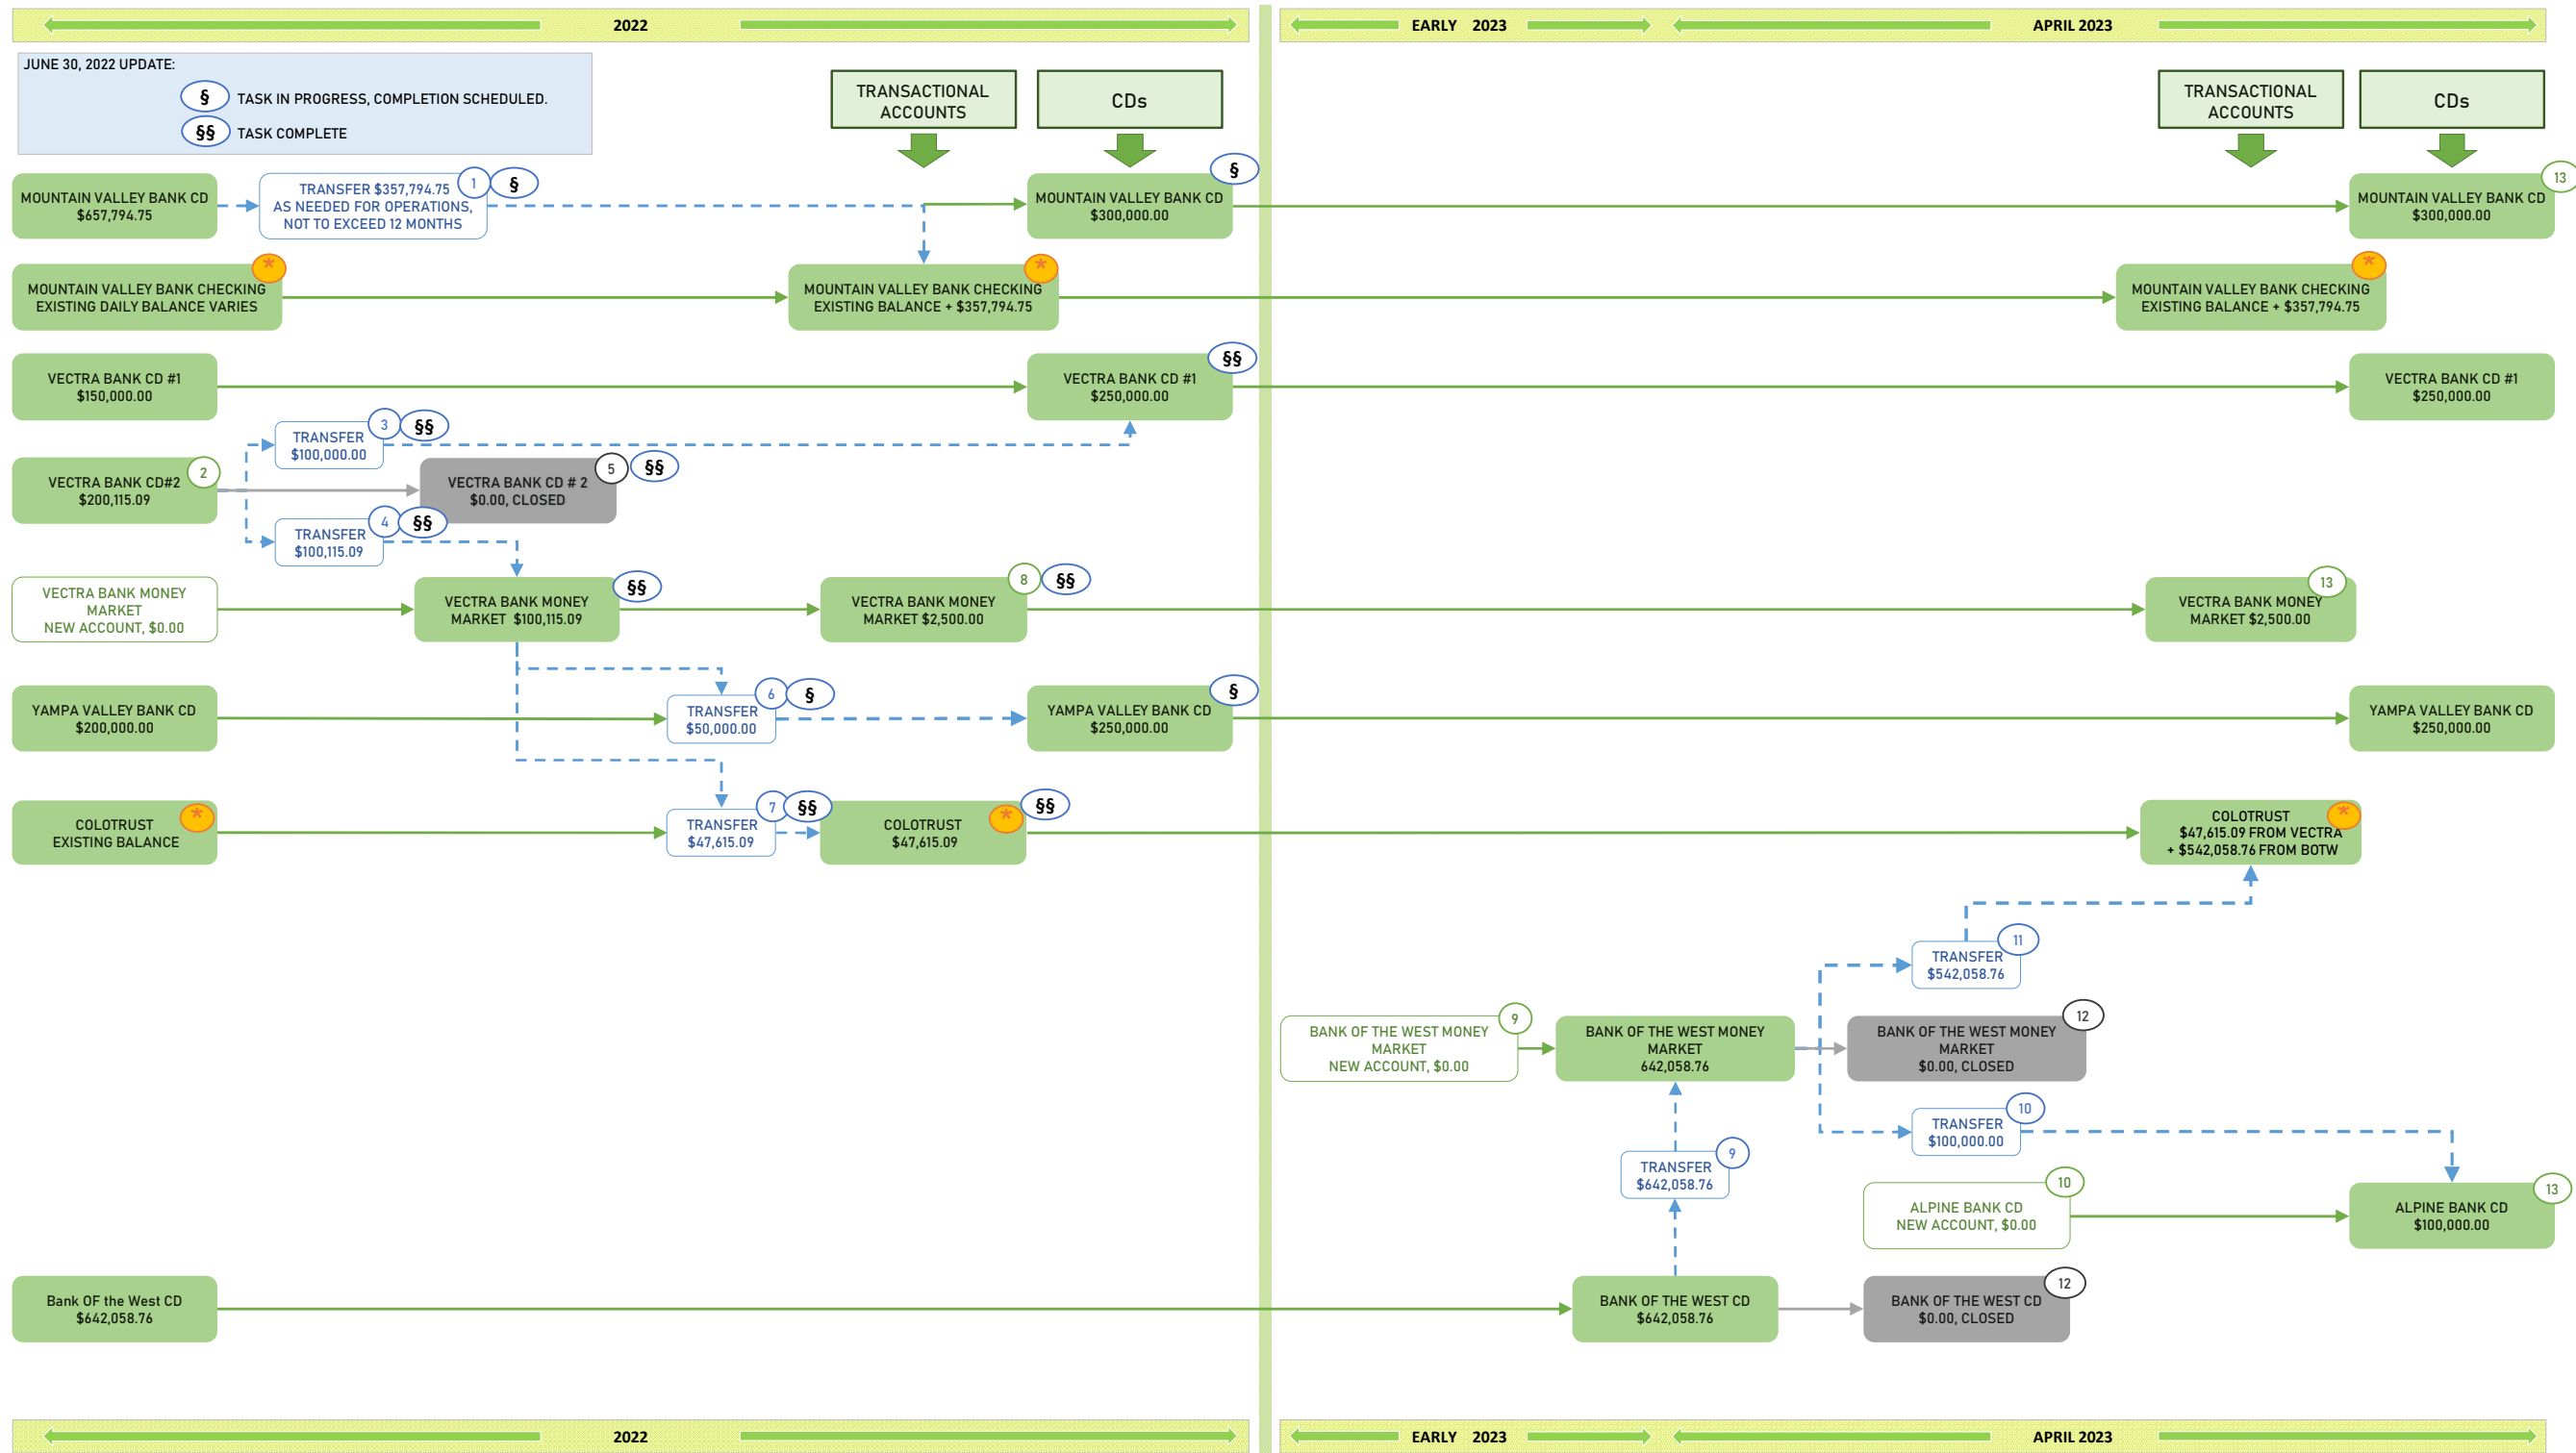 2022
EARLY 2023
APRIL 2023
JUNE 30, 2022 UPDATE:
§ TASK IN PROGRESS, COMPLETION SCHEDULED.
§§ TASK COMPLETE
TRANSACTIONAL
ACCOUNTS
CDs
TRANSACTIONAL
ACCOUNTS
CDs
MOUNTAIN VALLEY BANK CD
$657,794.75
TRANSFER $357,794.75
AS NEEDED FOR OPERATIONS,
NOT TO EXCEED 12 MONTHS
1
§
MOUNTAIN VALLEY BANK CD
$300,000.00
§
MOUNTAIN VALLEY BANK CD
$300,000.00
13
MOUNTAIN VALLEY BANK CHECKING
EXISTING DAILY BALANCE VARIES
*
MOUNTAIN VALLEY BANK CHECKING
EXISTING BALANCE + $357,794.75
*
MOUNTAIN VALLEY BANK CHECKING
EXISTING BALANCE + $357,794.75
*
VECTRA BANK CD #1
$150,000.00
VECTRA BANK CD #1
$250,000.00
§§
VECTRA BANK CD #1
$250,000.00
TRANSFER
$100,000.00
3
§§
VECTRA BANK CD#2
$200,115.09
2
VECTRA BANK CD # 2
$0.00, CLOSED
5
§§
TRANSFER
$100,115.09
4
§§
VECTRA BANK MONEY
MARKET
NEW ACCOUNT, $0.00
VECTRA BANK MONEY
MARKET $100,115.09
§§
VECTRA BANK MONEY
MARKET $2,500.00
8
§§
VECTRA BANK MONEY
MARKET $2,500.00
13
YAMPA VALLEY BANK CD
$200,000.00
TRANSFER
$50,000.00
6
§
YAMPA VALLEY BANK CD
$250,000.00
§
YAMPA VALLEY BANK CD
$250,000.00
COLOTRUST
EXISTING BALANCE
*
TRANSFER
$47,615.09
7
§§
COLOTRUST
$47,615.09
*
§§
COLOTRUST
$47,615.09 FROM VECTRA
+ $542,058.76 FROM BOTW
*
TRANSFER
$542,058.76
11
BANK OF THE WEST MONEY
MARKET
NEW ACCOUNT, $0.00
9
BANK OF THE WEST MONEY
MARKET
642,058.76
BANK OF THE WEST MONEY
MARKET
$0.00, CLOSED
12
TRANSFER
$100,000.00
10
TRANSFER
$642,058.76
9
ALPINE BANK CD
NEW ACCOUNT, $0.00
10
ALPINE BANK CD
$100,000.00
13
Bank OF the West CD
$642,058.76
BANK OF THE WEST CD
$642,058.76
BANK OF THE WEST CD
$0.00, CLOSED
12
2022
EARLY 2023
APRIL 2023